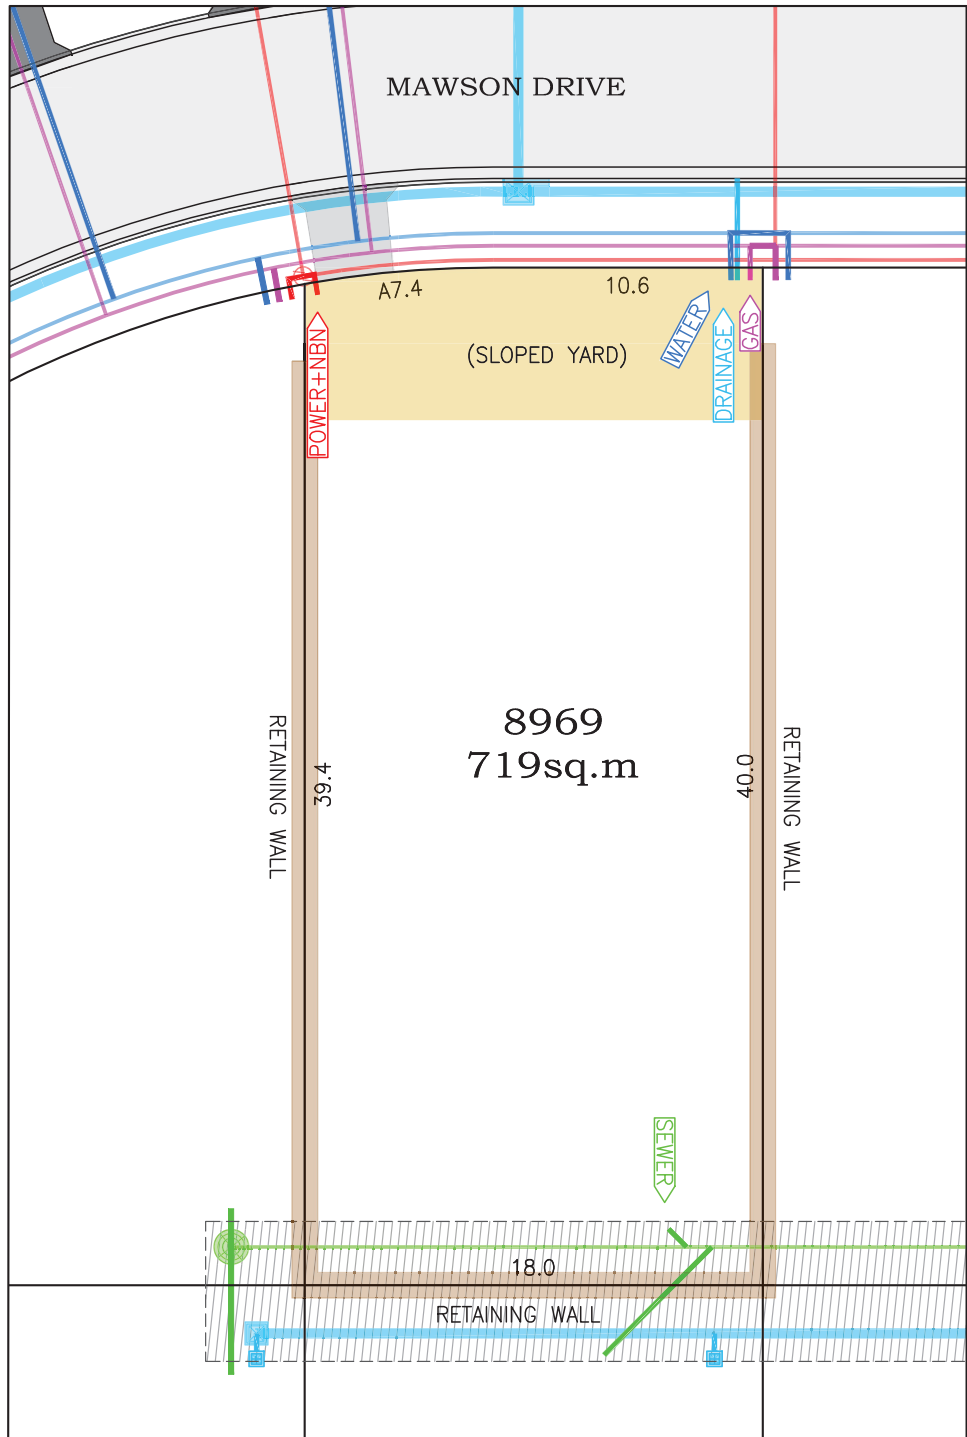 MAWSON DRIVE
A7.4
10.6
(SLOPED YARD)
WATER
DRAINAGE
GAS
POWER+NBN
8969
719sq.m
RETAINING WALL
39.4
40.0
RETAINING WALL
SEWER
18.0
RETAINING WALL